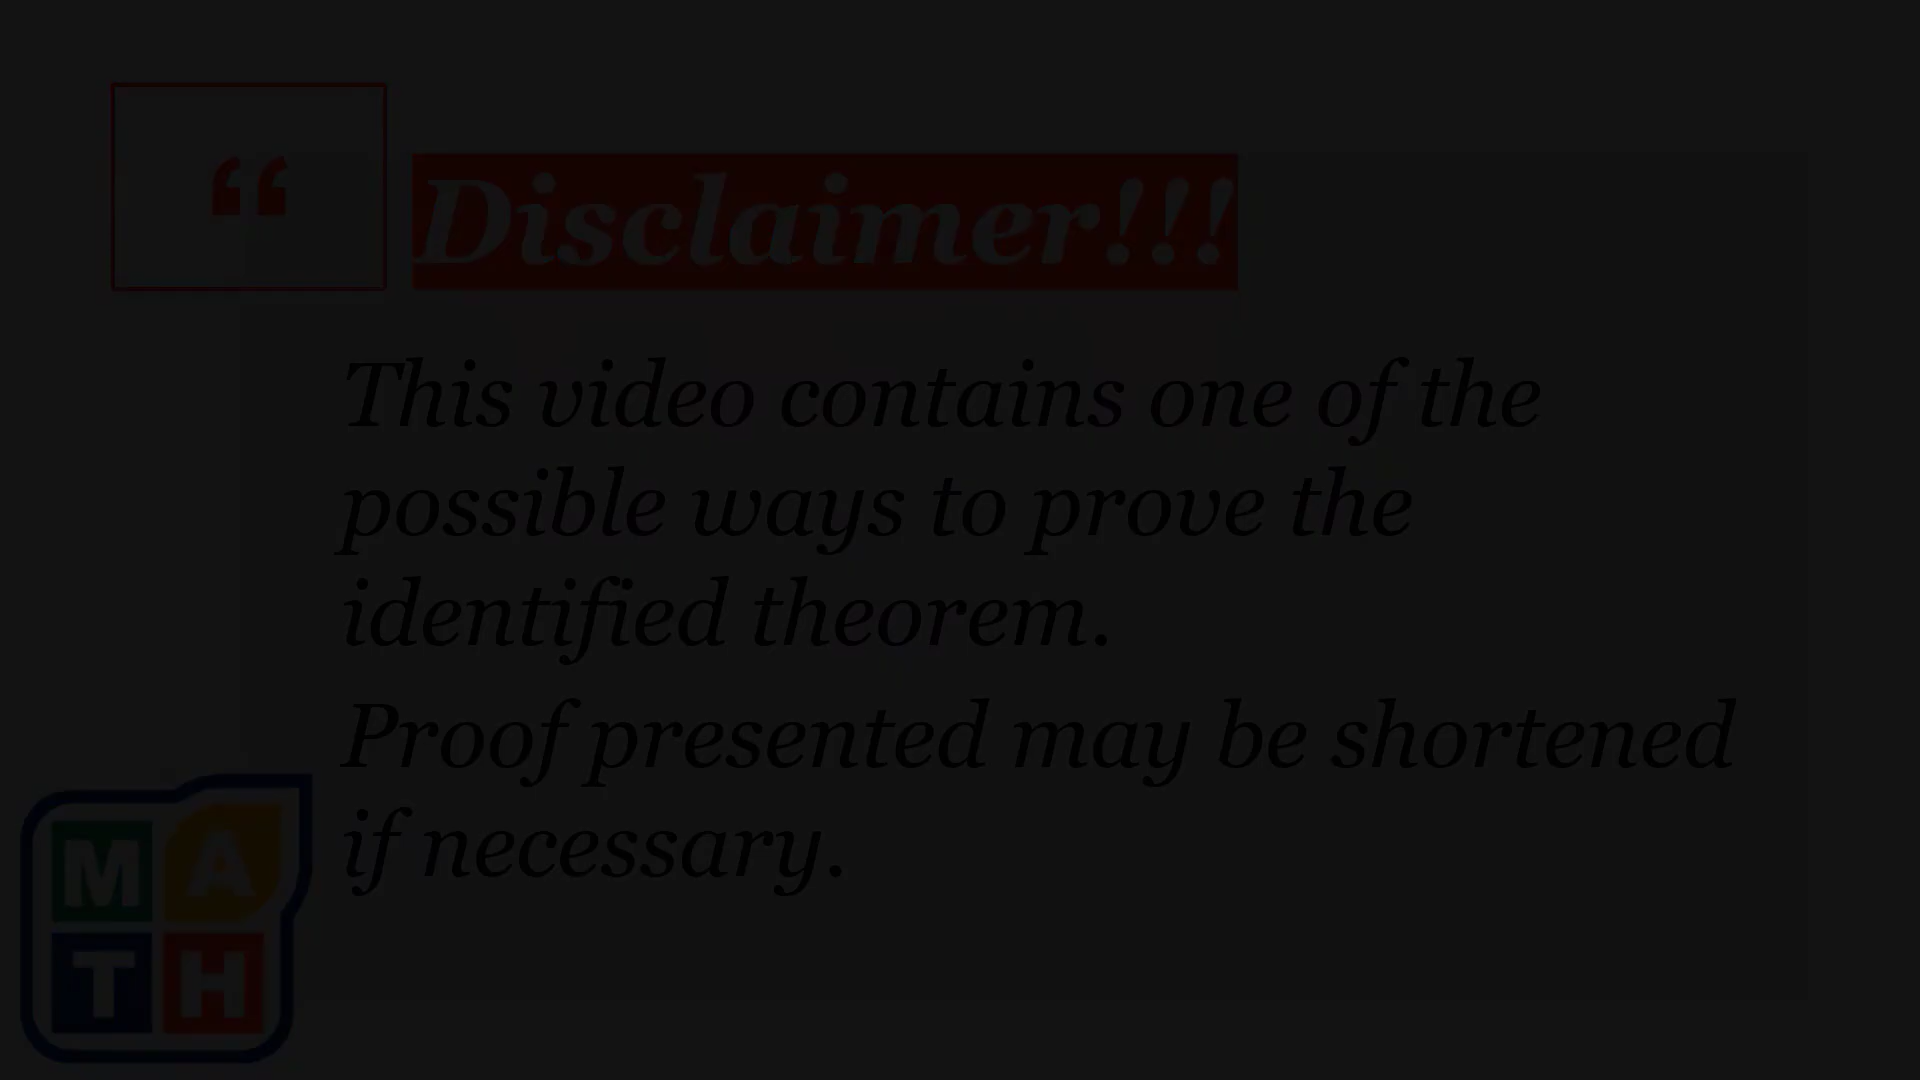 “
Disclaimer!!!
This video contains one of the
possible ways to prove the
identified theorem.
Proof presented may be shortened
if necessary.
M A
T H